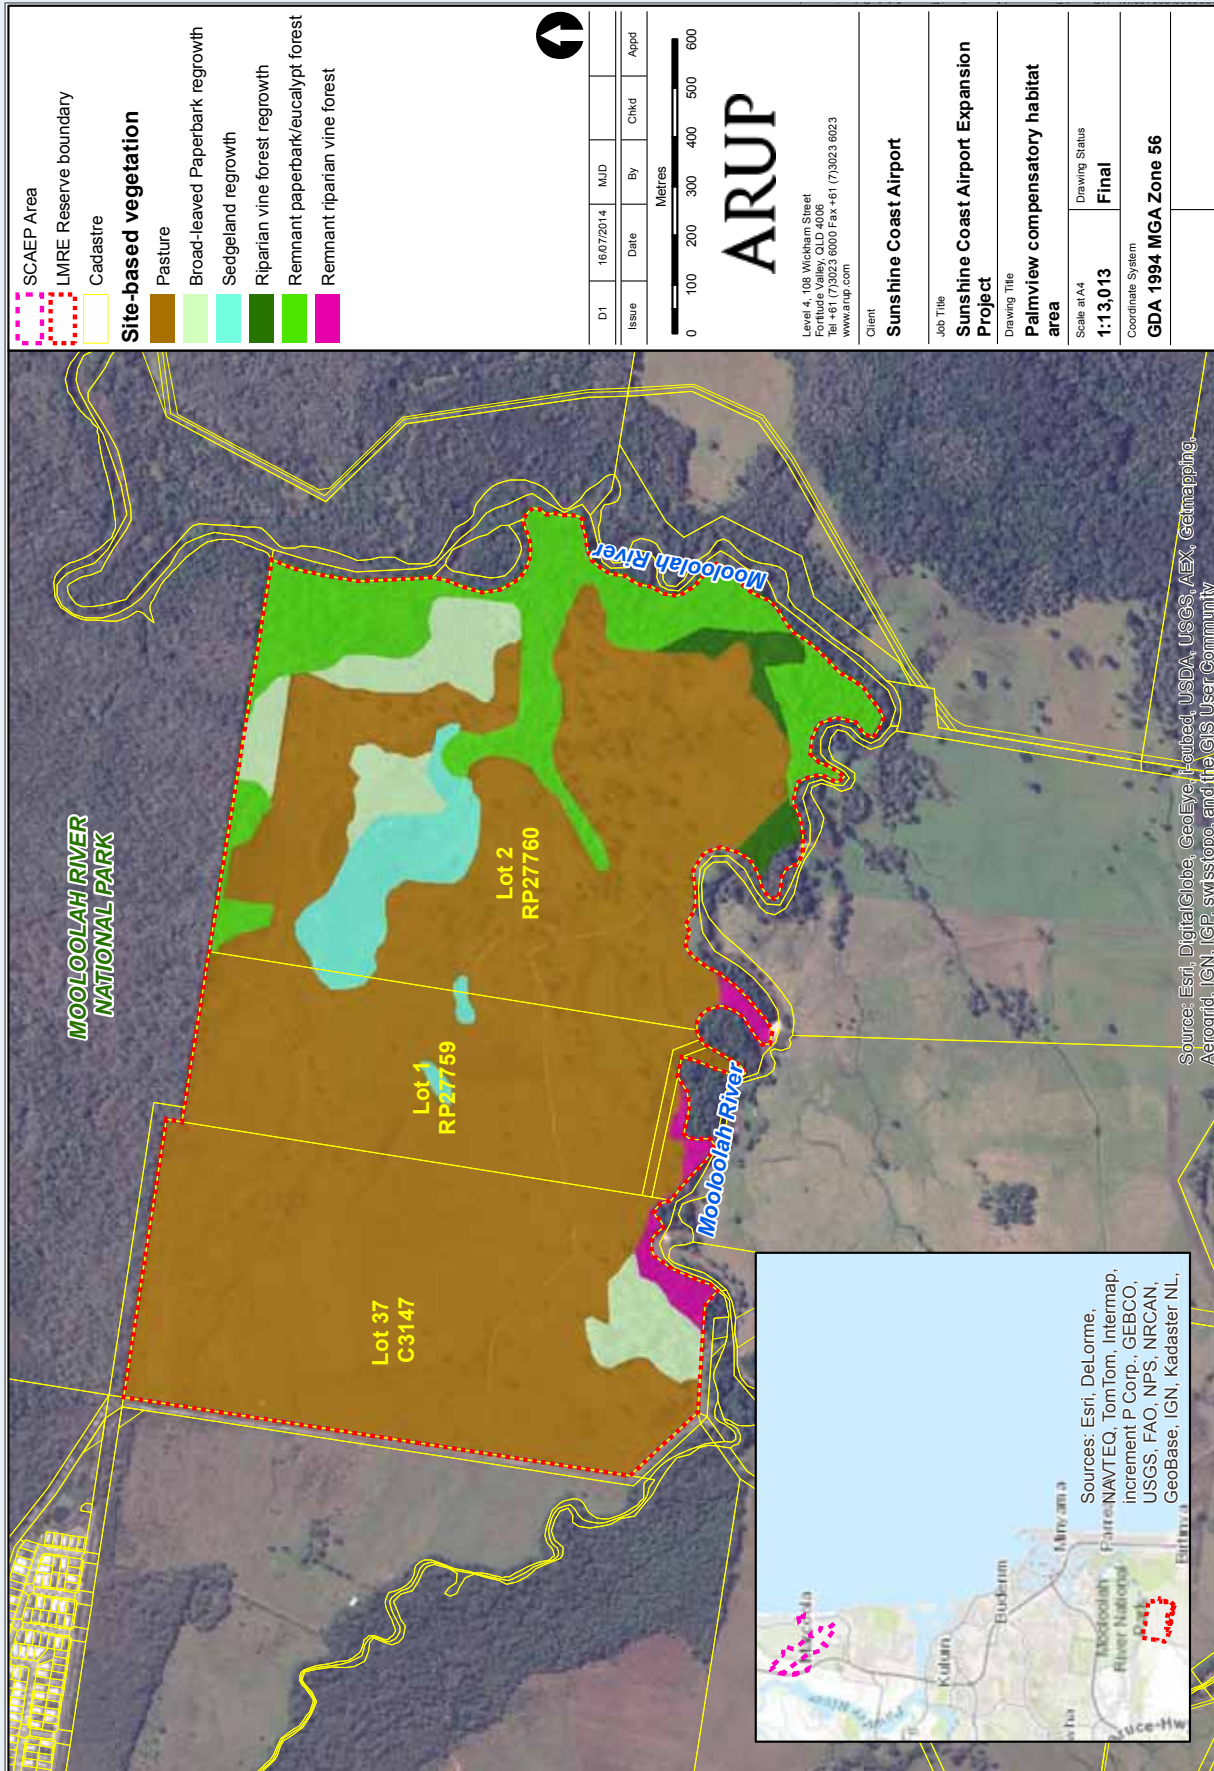 MOOLOOLAH RIVER
NATIONAL PARK
Lot 37
C3147
Lot 1
RP27759
Lot 2
RP27760
Mooloolah River
Mooloolah River
Source: Esri, DigitalGlobe, GeoEye, i-cubed, USDA, USGS, AEX, Getmapping,
Aerogrid, IGN, IGP, swisstopo, and the GIS User Community
Buderim
Minyama
Kuluin
Mooloolah
River National
Park
Sources: Esri, DeLorme,
NAVTEQ, TomTom, Intermap,
increment P Corp., GEBCO,
USGS, FAO, NPS, NRCAN,
GeoBase, IGN, Kadaster NL,
SCAEP Area
LMRE Reserve boundary
Cadastre
Site-based vegetation
Pasture
Broad-leaved Paperbark regrowth
Sedgeland regrowth
Riparian vine forest regrowth
Remnant paperbark/eucalypt forest
Remnant riparian vine forest
D1 16/07/2014 MJD
Issue Date By Chkd Appd
Metres
0 100 200 300 400 500 600
ARUP
Level 4, 108 Wickham Street
Fortitude Valley, QLD 4006
Tel +61 (7)3023 6000 Fax +61 (7)3023 6023
www.arup.com
Client
Sunshine Coast Airport
Job Title
Sunshine Coast Airport Expansion
Project
Drawing Title
Palmview compensatory habitat
area
Scale at A4
1:13,013
Drawing Status
Final
Coordinate System
GDA 1994 MGA Zone 56